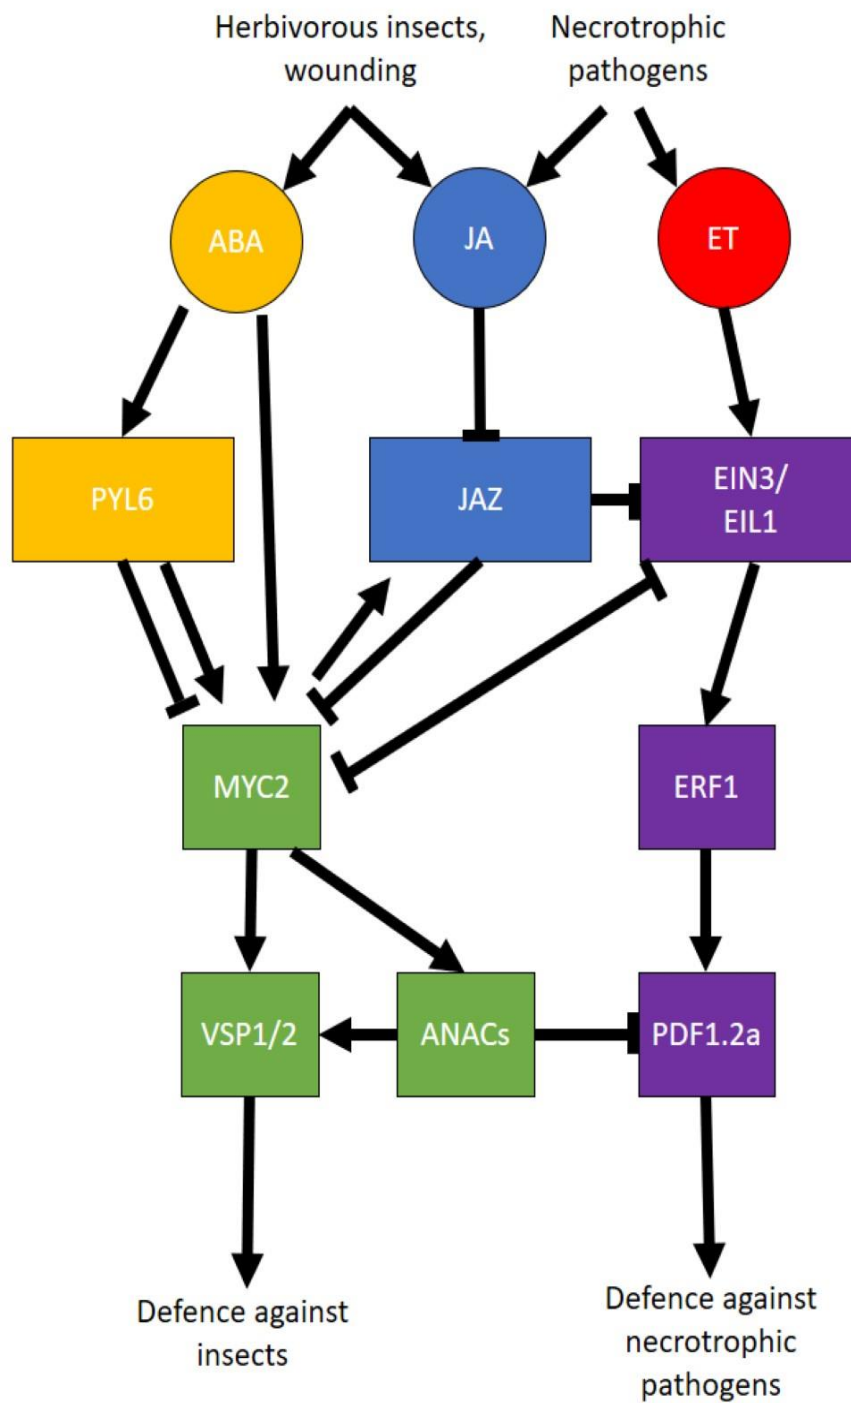 Herbivorous insects,
wounding
Necrotrophic
pathogens
ABA
JA
ET
PYL6
JAZ
EIN3/
EIL1
MYC2
ERF1
VSP1/2
ANACs
PDF1.2a
Defence against
insects
Defence against
necrotrophic
pathogens